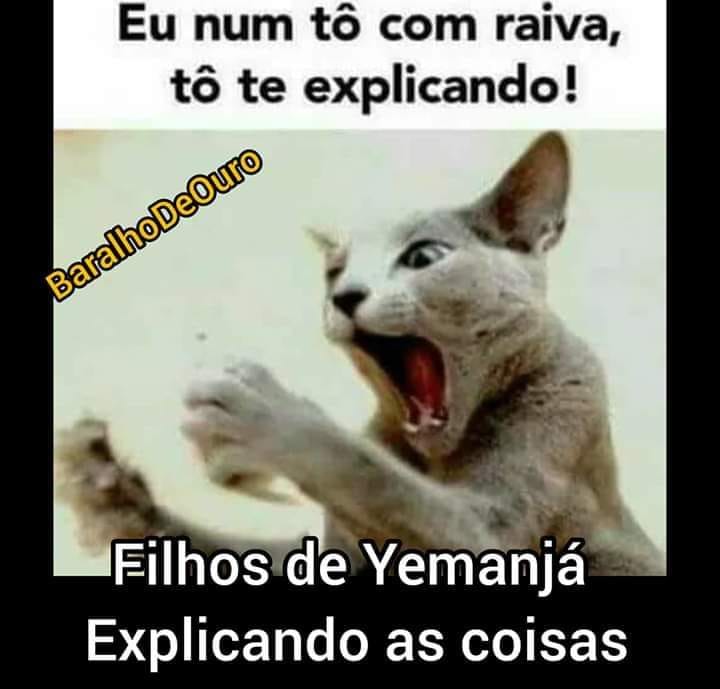 Eu num tô com raiva,
tô te explicando!
BaralhoDeOuro
Filhos de Yemanjá
Explicando as coisas